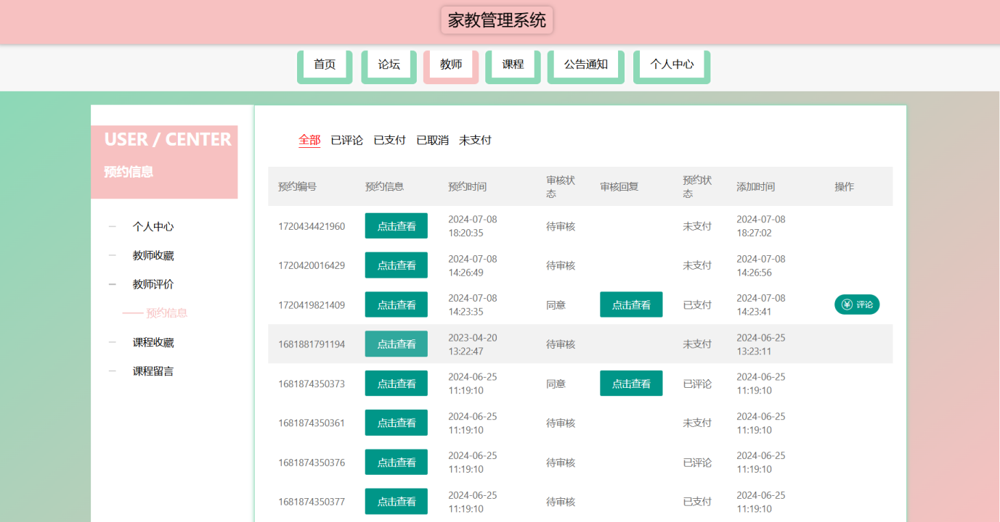 家教管理系统
首页 论坛 教师 课程 公告通知 个人中心
USER / CENTER
预约信息
个人中心
教师收藏
教师评价
预约信息
课程收藏
课程留言
全部 已评论 已支付 已取消 未支付
预约编号 预约信息 预约时间 审核状态 审核回复 预约状态 添加时间 操作
1720434421960 点击查看 2024-07-08 18:20:35 待审核 未支付 2024-07-08 18:27:02
1720420016429 点击查看 2024-07-08 14:26:49 待审核 未支付 2024-07-08 14:26:56
1720419821409 点击查看 2024-07-08 14:23:35 同意 点击查看 已支付 2024-07-08 14:23:41 评论
1681881791194 点击查看 2023-04-20 13:22:47 待审核 未支付 2024-06-25 13:23:11
1681874350373 点击查看 2024-06-25 11:19:10 同意 点击查看 已评论 2024-06-25 11:19:10
1681874350361 点击查看 2024-06-25 11:19:10 待审核 未支付 2024-06-25 11:19:10
1681874350376 点击查看 2024-06-25 11:19:10 待审核 已评论 2024-06-25 11:19:10
1681874350377 点击查看 2024-06-25 11:19:10 待审核 已支付 2024-06-25 11:19:10